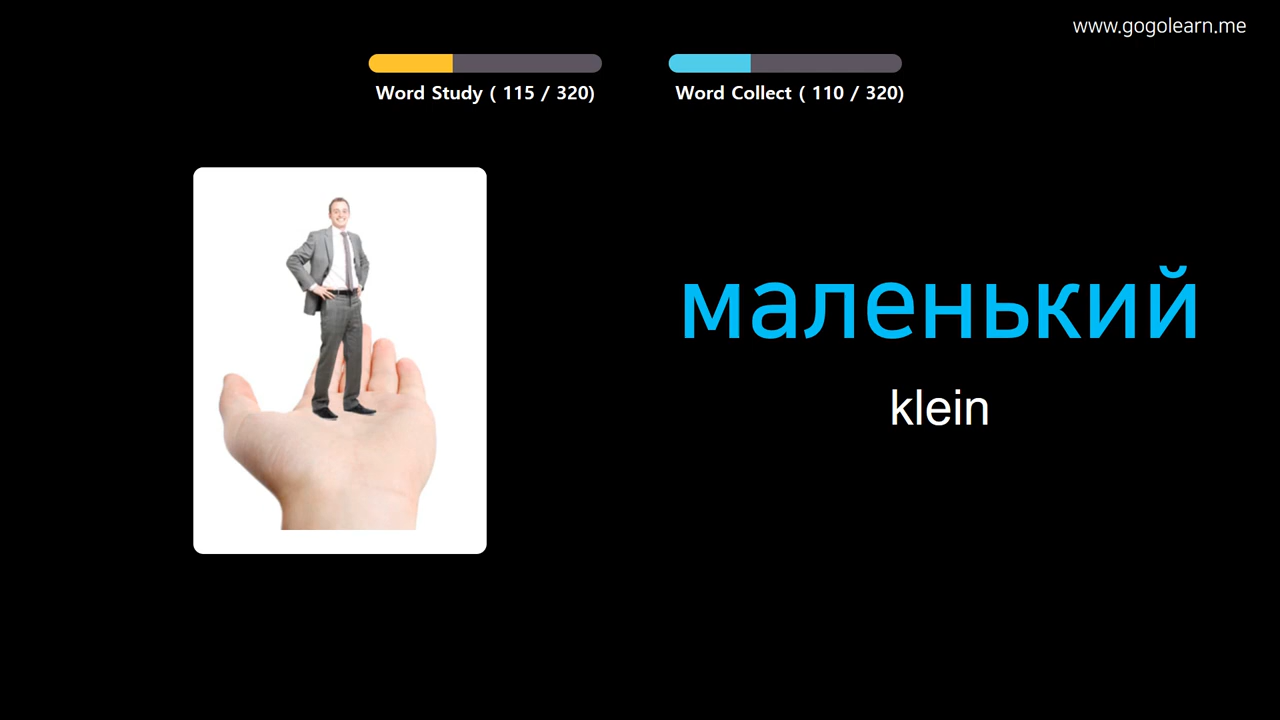 www.gogolearn.me
Word Study ( 115 / 320)
Word Collect ( 110 / 320)
маленький
klein